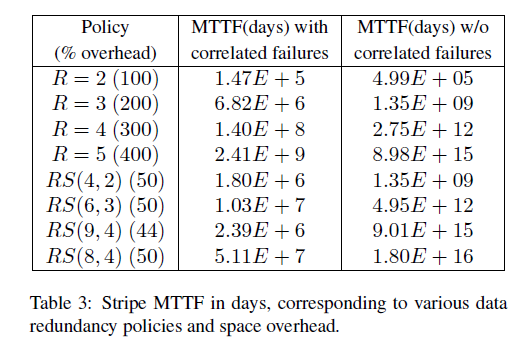 Policy MTTF(days) with MTTF(days) w/o
(% overhead) correlated failures correlated failures
R = 2 (100) 1.47E + 5 4.99E + 05
R = 3 (200) 6.82E + 6 1.35E + 09
R = 4 (300) 1.40E + 8 2.75E + 12
R = 5 (400) 2.41E + 9 8.98E + 15
RS(4, 2) (50) 1.80E + 6 1.35E + 09
RS(6, 3) (50) 1.03E + 7 4.95E + 12
RS(9, 4) (44) 2.39E + 6 9.01E + 15
RS(8, 4) (50) 5.11E + 7 1.80E + 16
Table 3: Stripe MTTF in days, corresponding to various data
redundancy policies and space overhead.